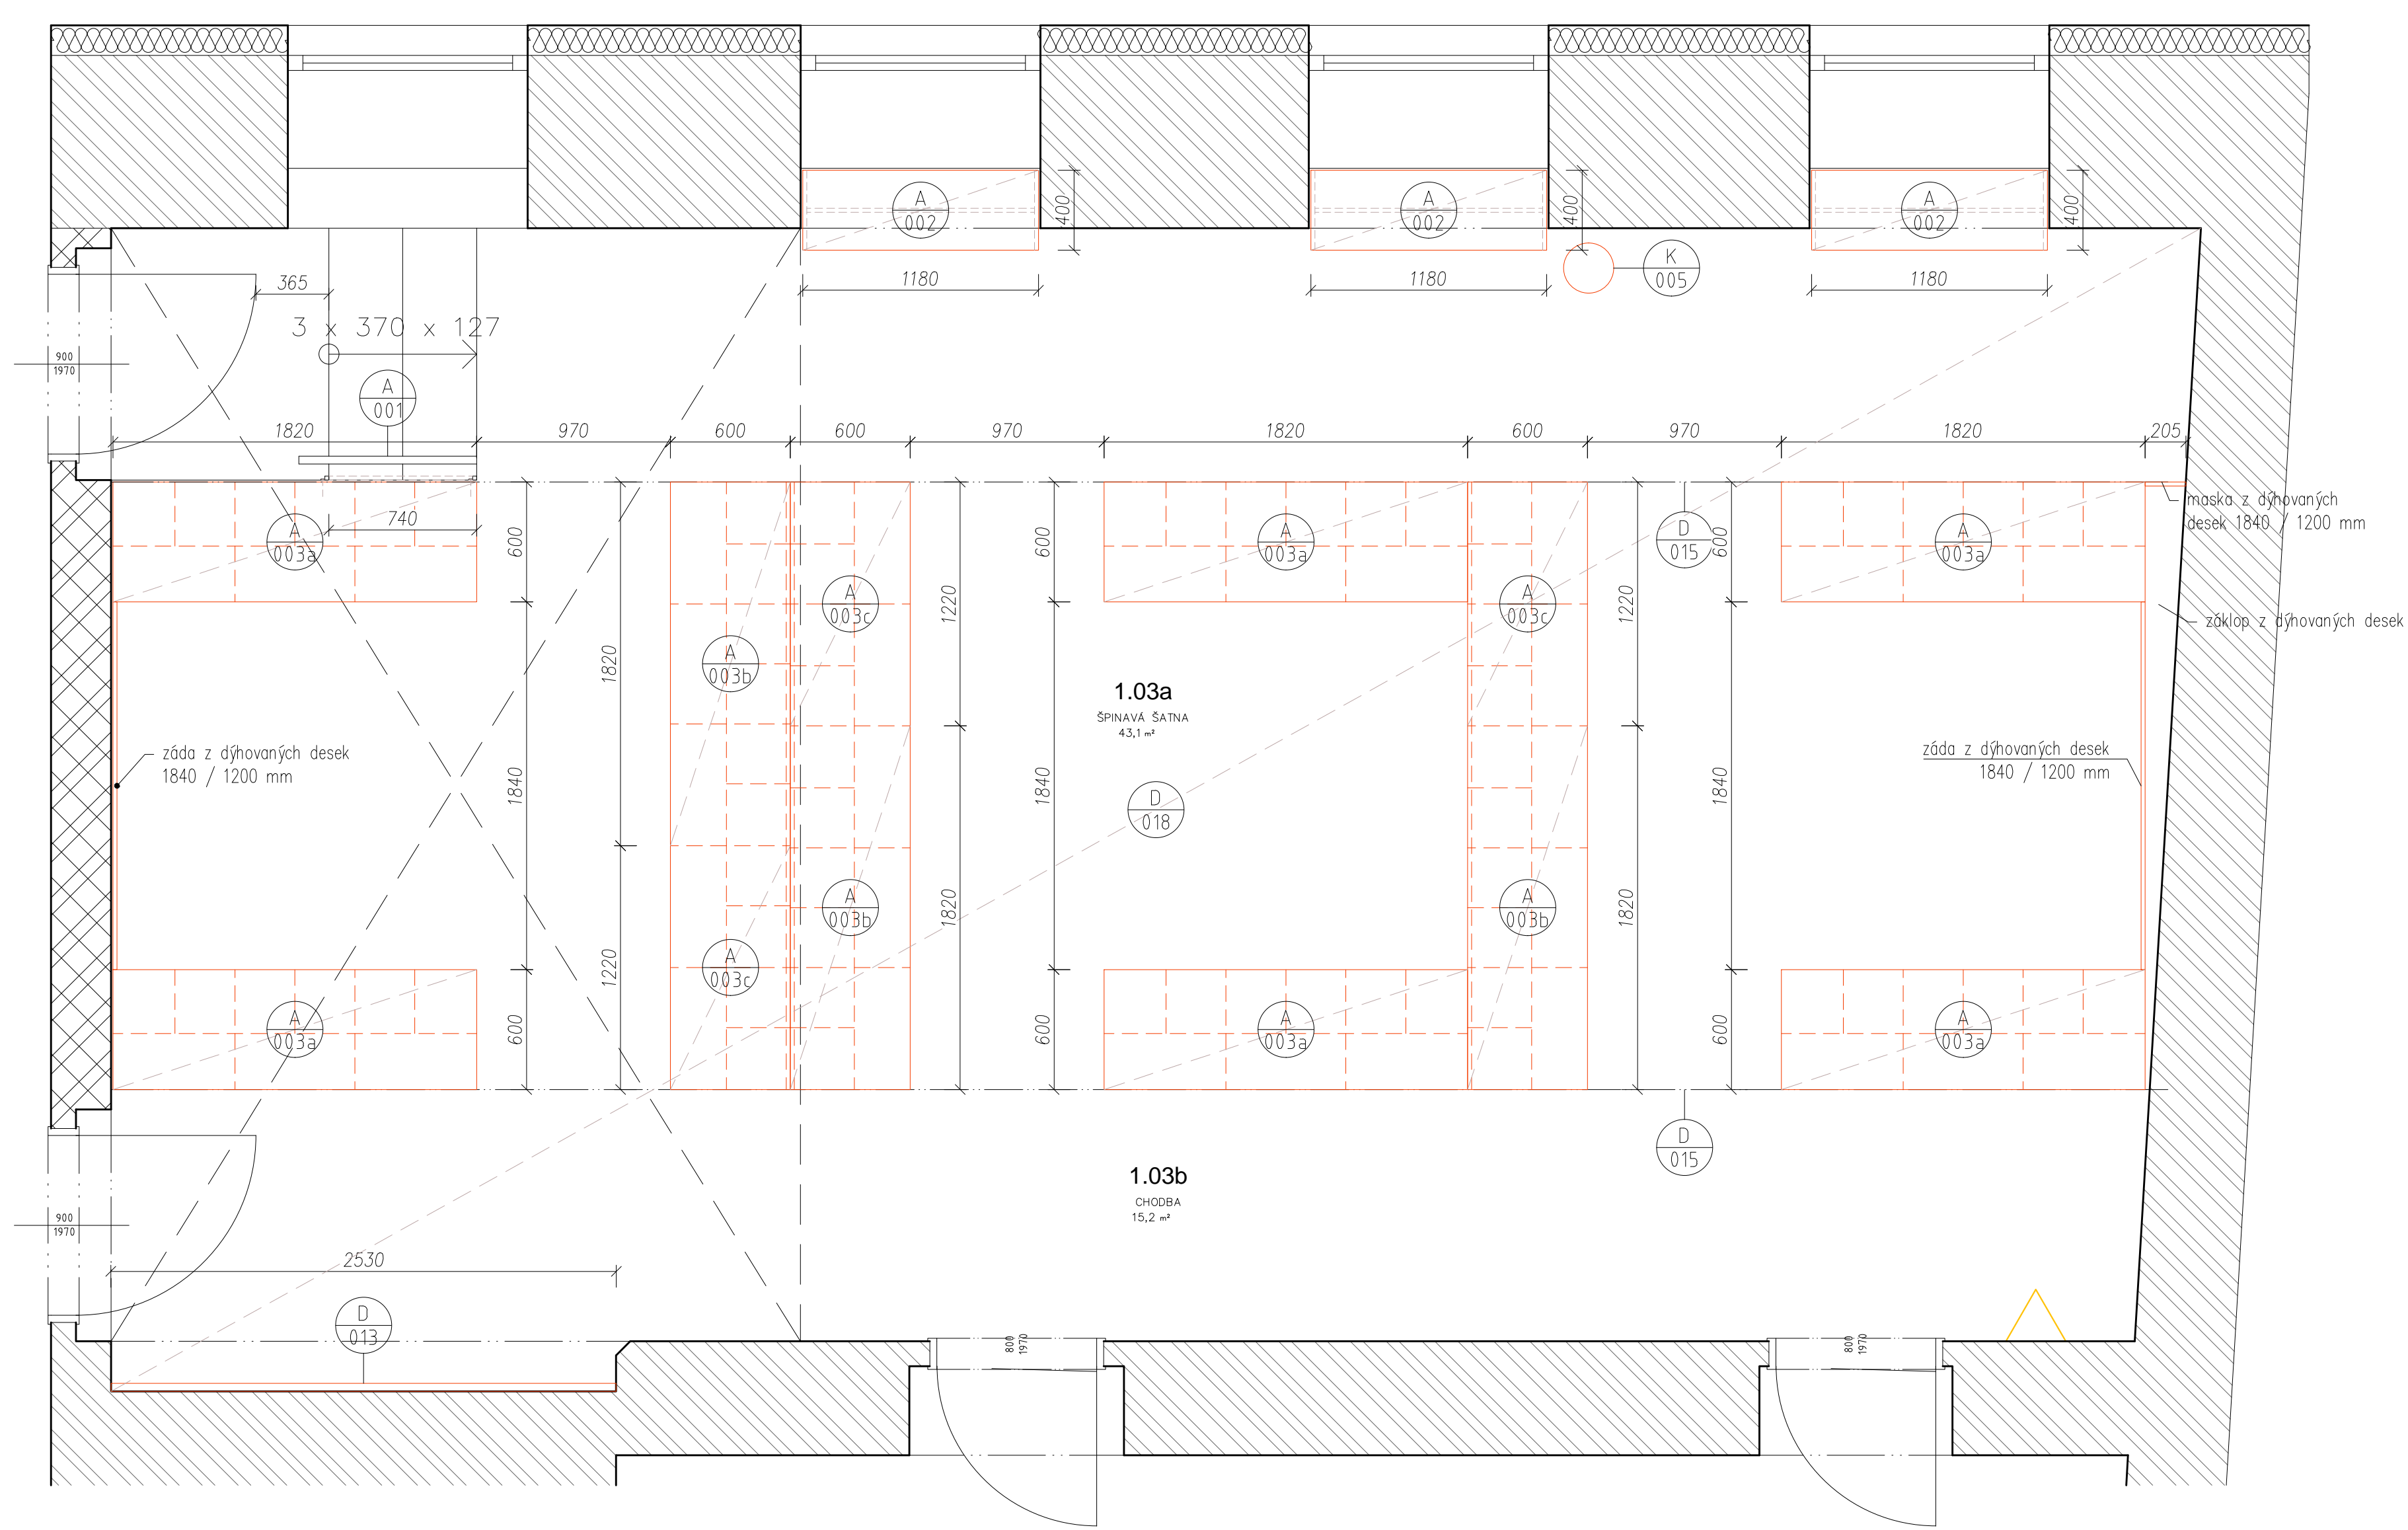 A
002
400
1180
A
002
400
1180
K
005
A
002
400
1180
365
3 x 370 x 127
900
1970
A
001
1820
970
600
600
970
1820
600
970
1820
205
maska z dýhovaných
desek 1840 / 1200 mm
740
A
003a
600
A
003a
600
D
015
600
A
003a
A
003c
1220
A
003c
1220
záklop z dýhovaných desek
1820
A
003b
1.03a
ŠPINAVÁ ŠATNA
43,1 m²
záda z dýhovaných desek
1840 / 1200 mm
1840
1840
1840
záda z dýhovaných desek
1840 / 1200 mm
D
018
A
003b
1820
A
003b
1820
1220
A
003c
A
003a
600
600
A
003a
600
A
003a
D
015
1.03b
CHODBA
15,2 m²
900
1970
2530
D
013
800
1970
800
1970